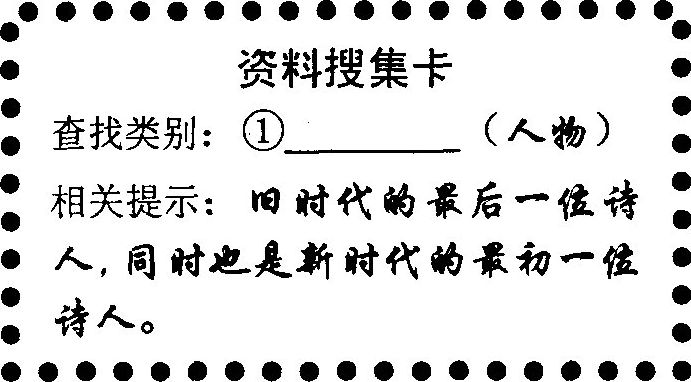 资料搜集卡
查找类别：①________（人物）
相关提示：旧时代的最后一位诗
人，同时也是新时代的最初一位
诗人。